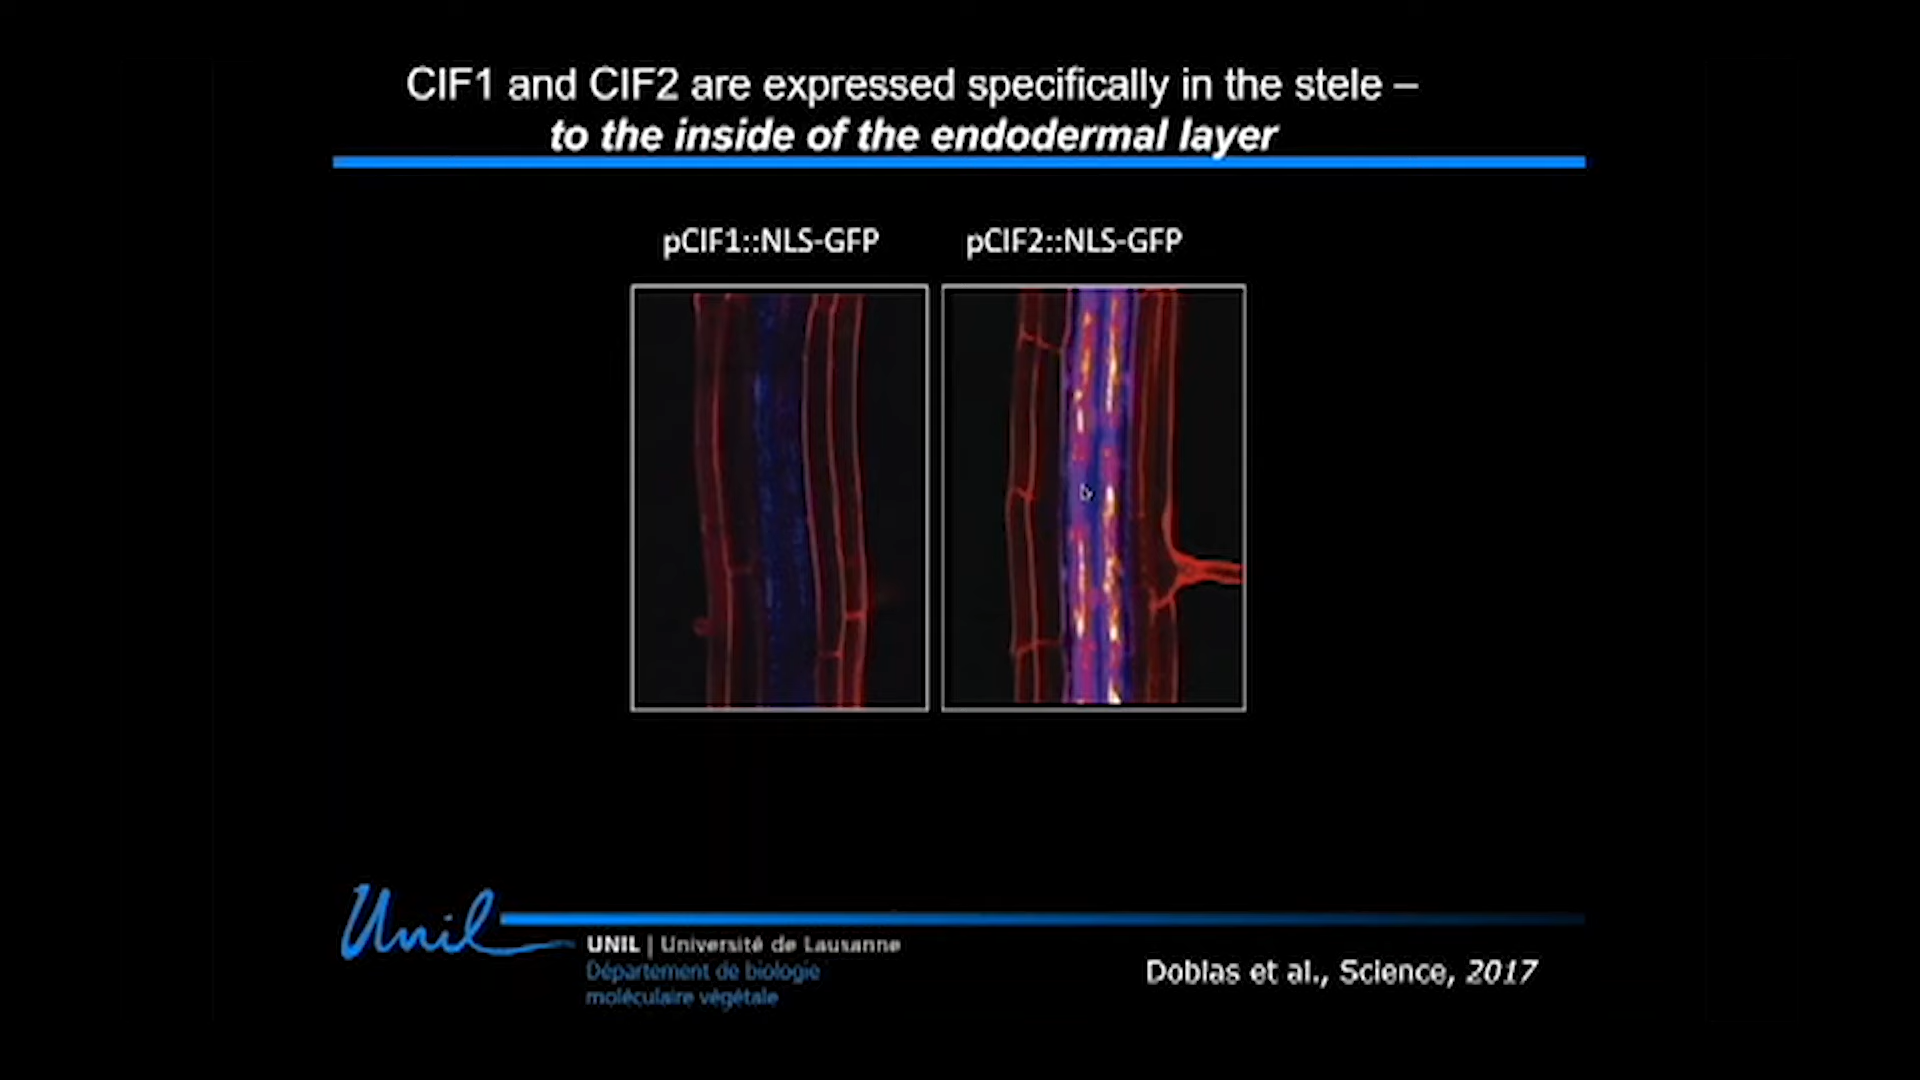 CIF1 and CIF2 are expressed specifically in the stele –
to the inside of the endodermal layer
pCIF1::NLS-GFP
pCIF2::NLS-GFP
Unil
UNIL | Université de Lausanne
Département de biologie
moléculaire végétale
Doblas et al., Science, 2017